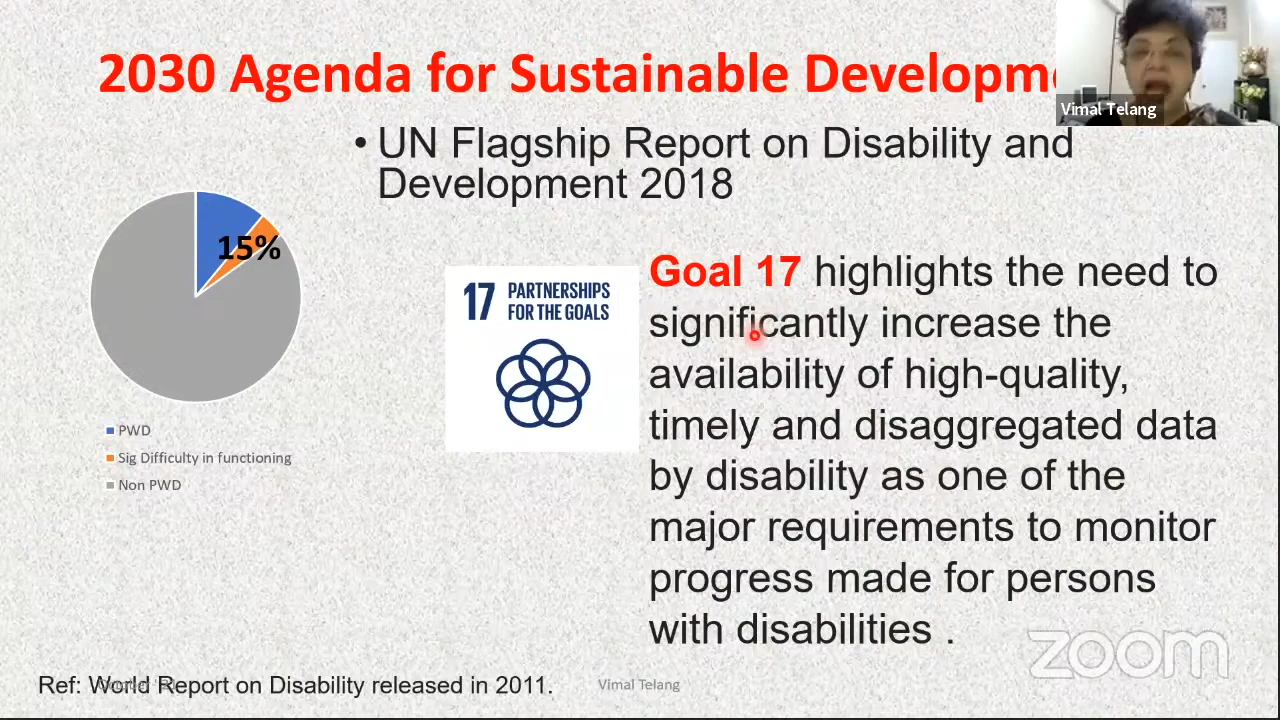 2030 Agenda for Sustainable Developme
Vimal Telang
• UN Flagship Report on Disability and
Development 2018
15%
17 PARTNERSHIPS
FOR THE GOALS
Goal 17 highlights the need to
significantly increase the
availability of high-quality,
timely and disaggregated data
by disability as one of the
major requirements to monitor
progress made for persons
with disabilities .
PWD
Sig Difficulty in functioning
Non PWD
zoom
Ref: World Report on Disability released in 2011.
Vimal Telang